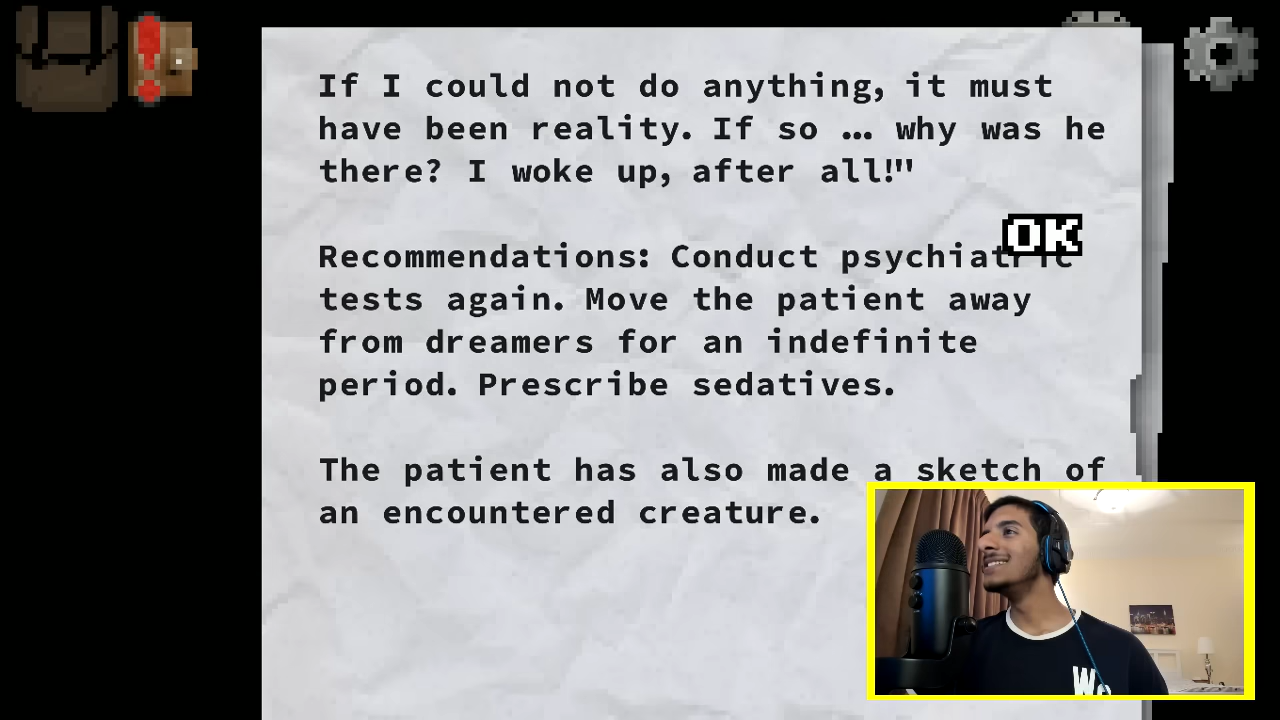 If I could not do anything, it must
have been reality. If so … why was he
there? I woke up, after all!"
OK
Recommendations: Conduct psychiatric
tests again. Move the patient away
from dreamers for an indefinite
period. Prescribe sedatives.
The patient has also made a sketch of
an encountered creature.